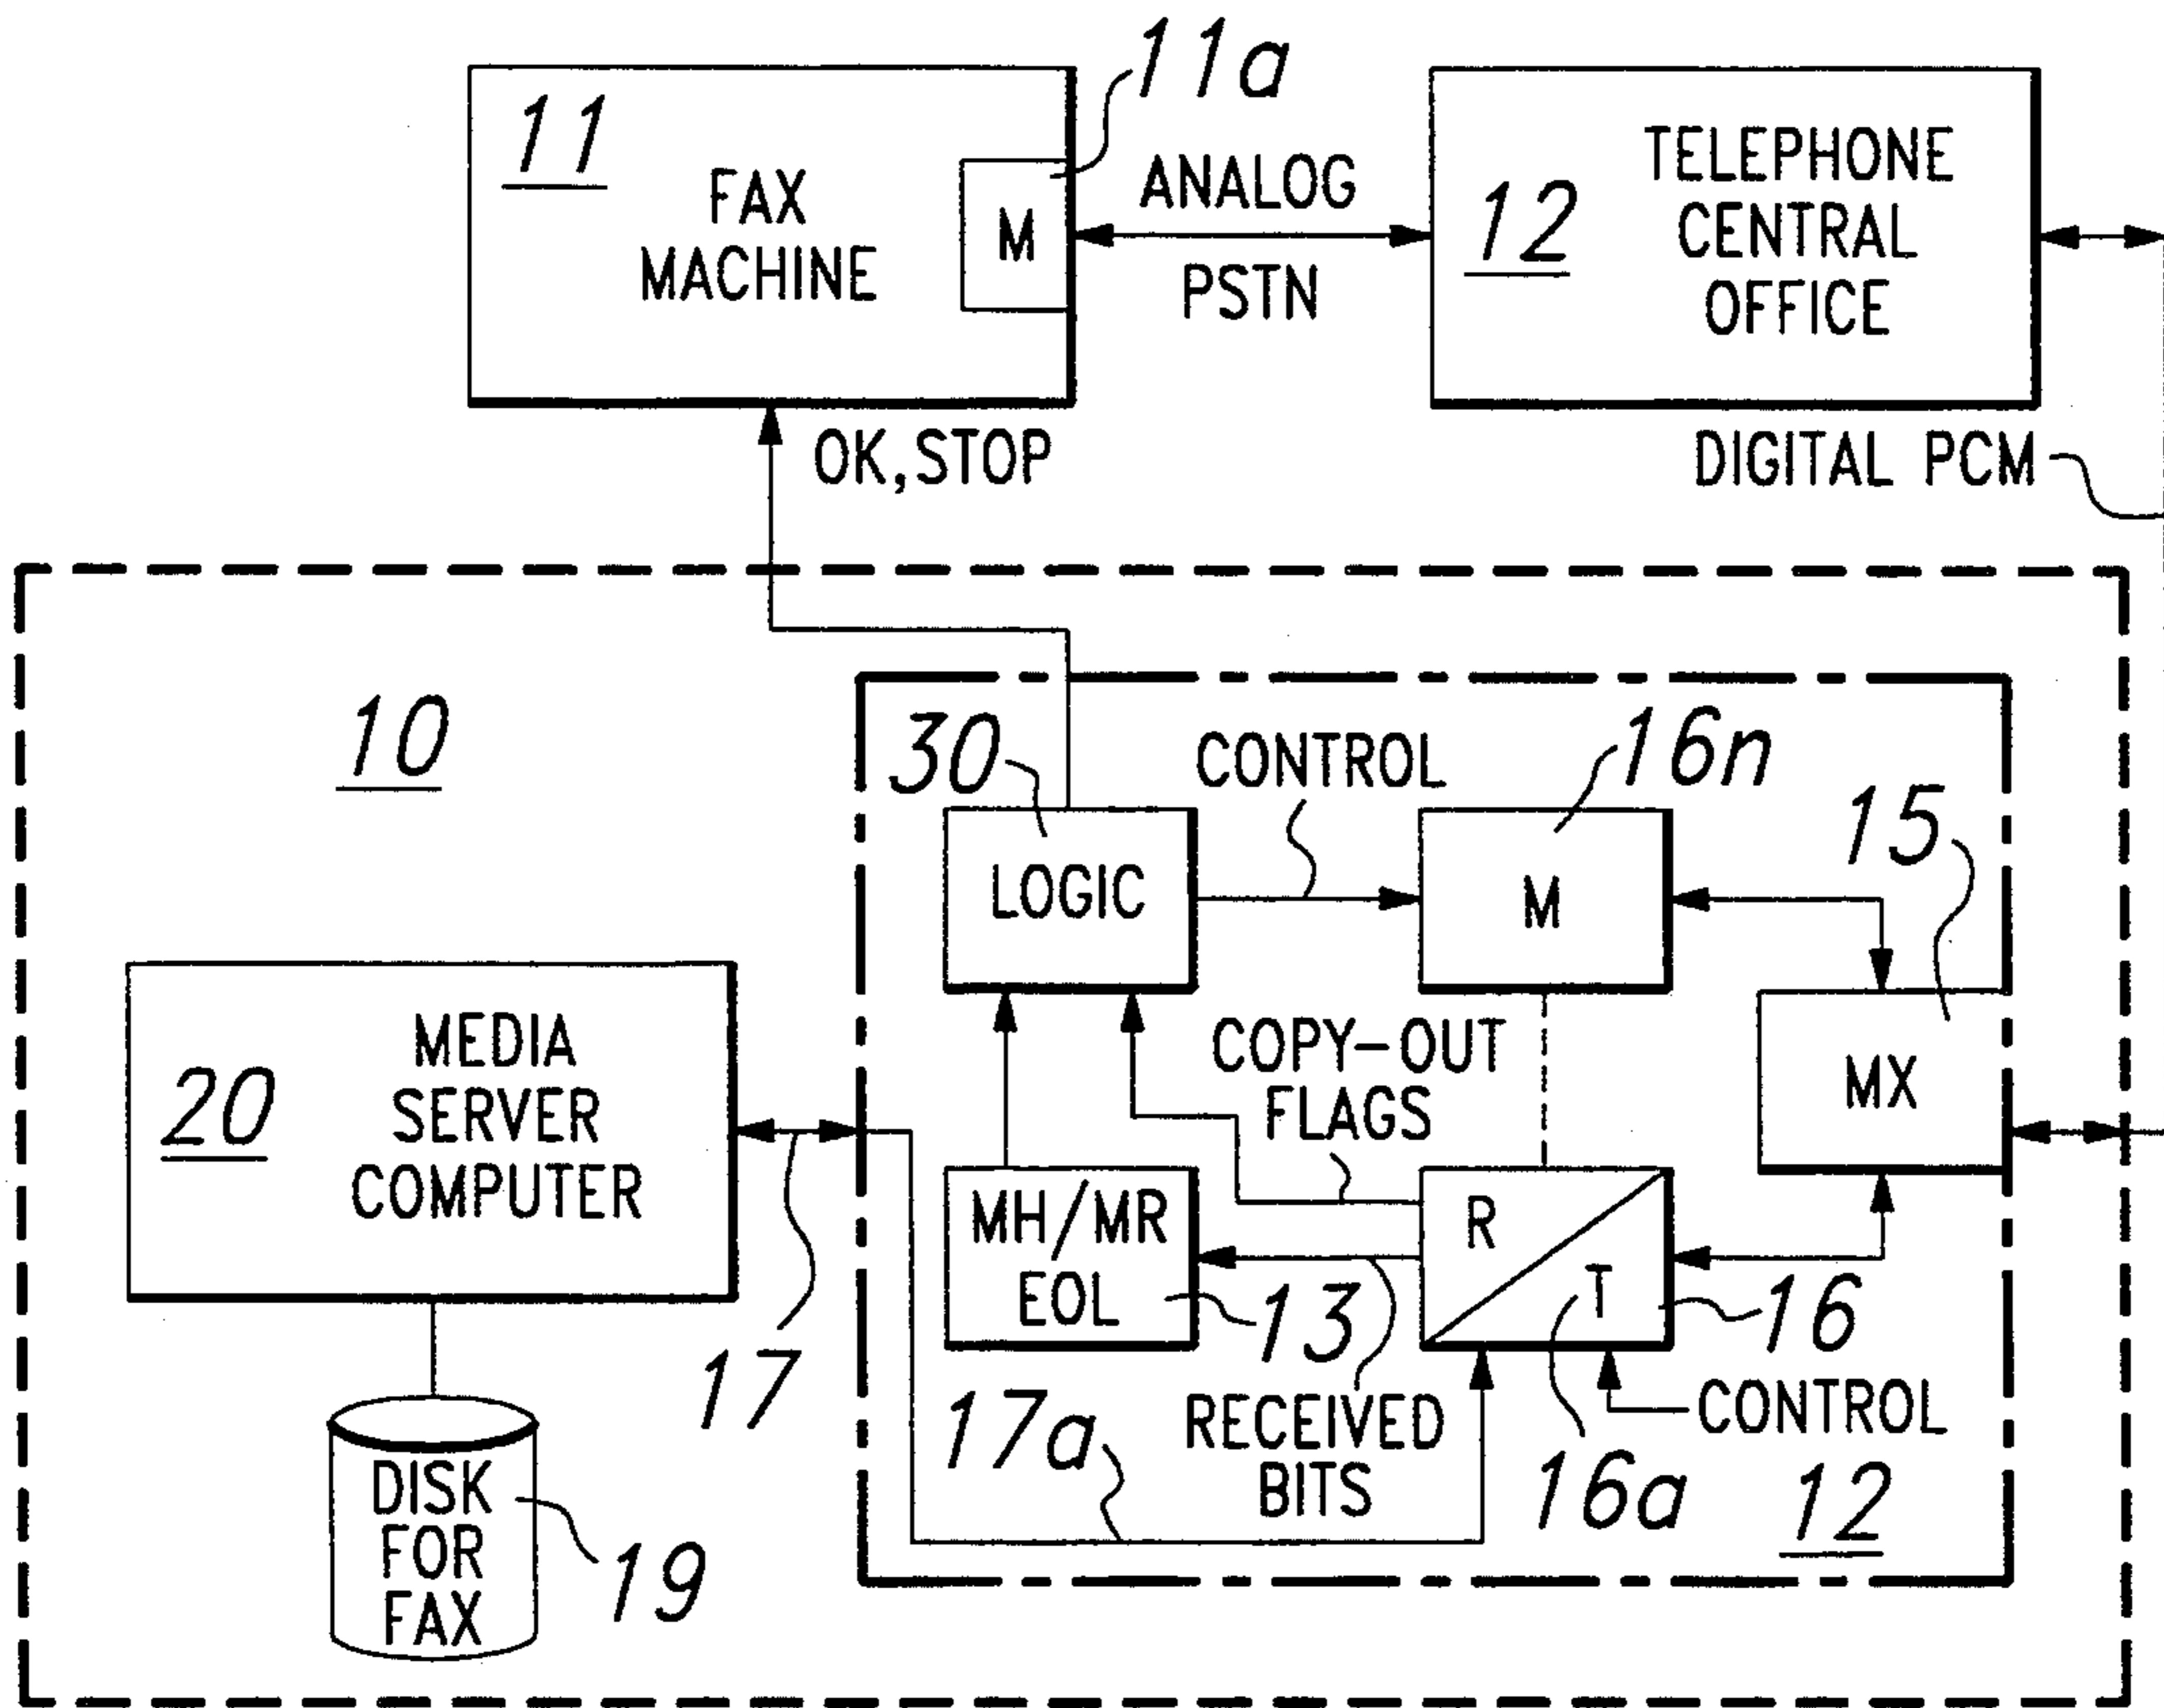 11a
11
FAX
MACHINE
M
ANALOG
PSTN
12
TELEPHONE
CENTRAL
OFFICE
OK,STOP
DIGITAL PCM
10
30
CONTROL
16n
15
LOGIC
M
20
MEDIA
SERVER
COMPUTER
COPY-OUT
FLAGS
MX
MH/MR
EOL
R
T
13
16
17
17a
RECEIVED
BITS
16a
CONTROL
12
DISK
FOR
FAX
19